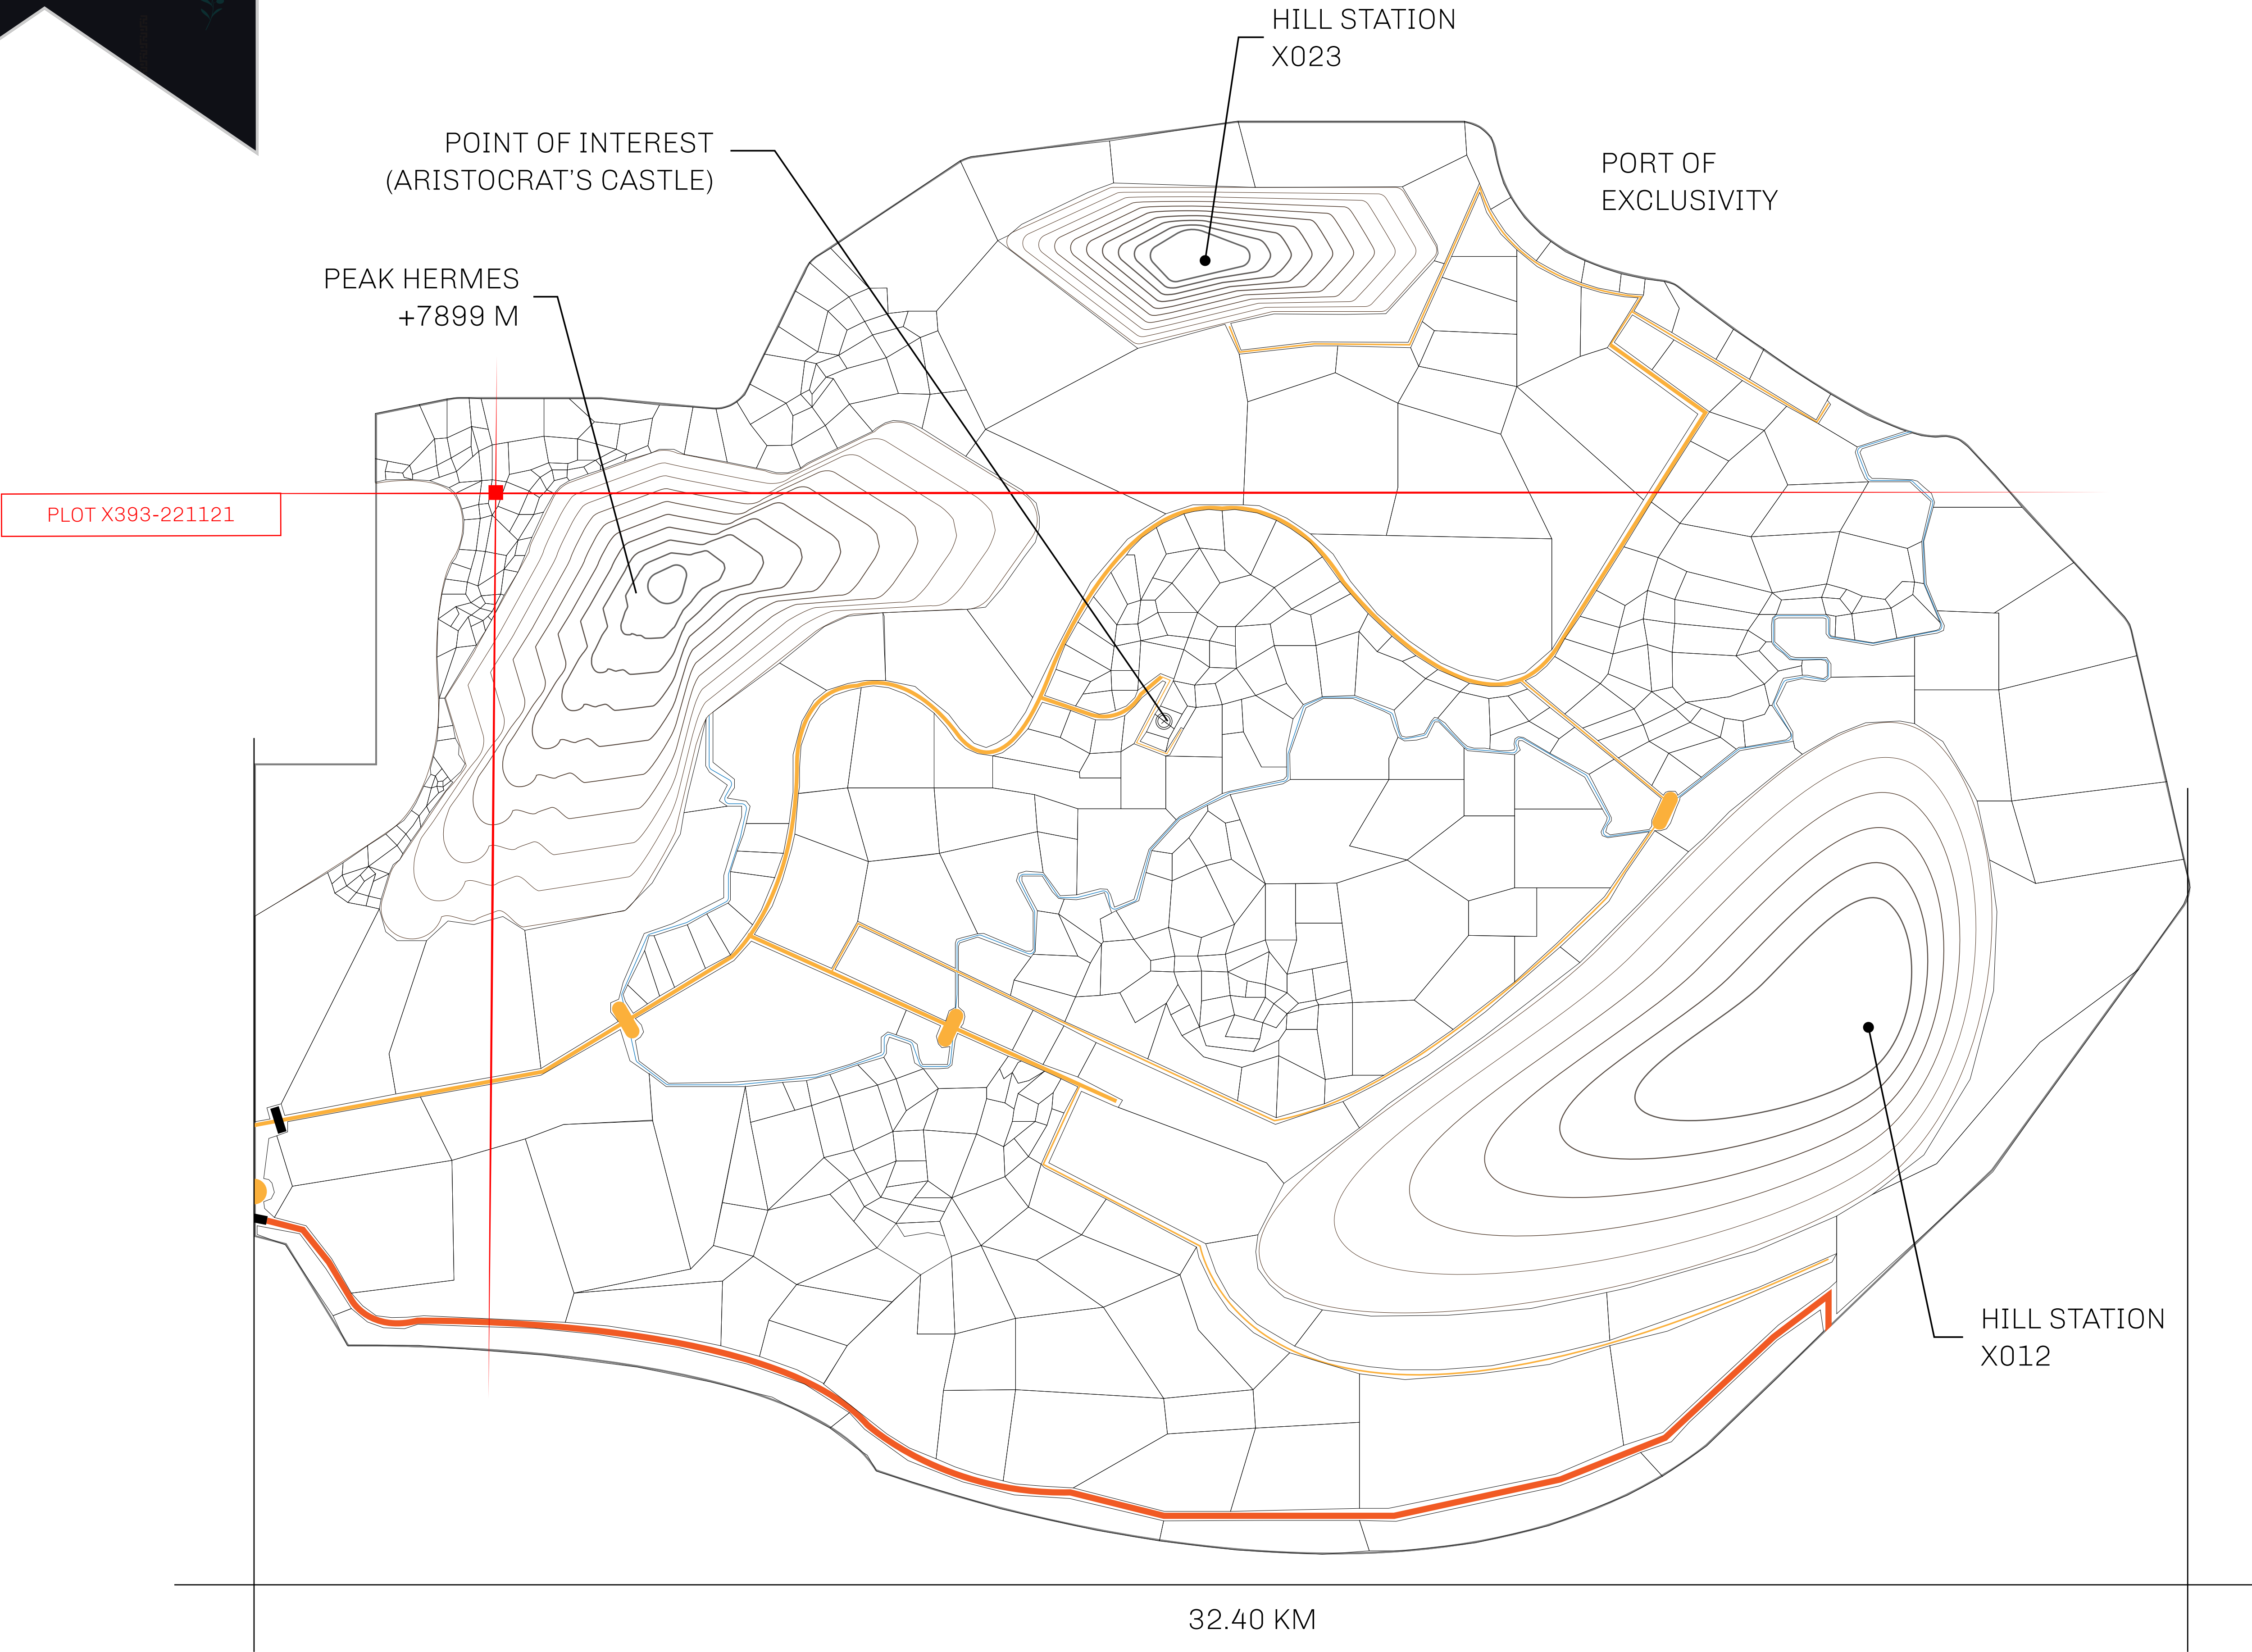 HILL STATION
X023
POINT OF INTEREST
(ARISTOCRAT'S CASTLE)
PORT OF
EXCLUSIVITY
PEAK HERMES
+7899 M
PLOT X393-221121
HILL STATION
X012
32.40 KM